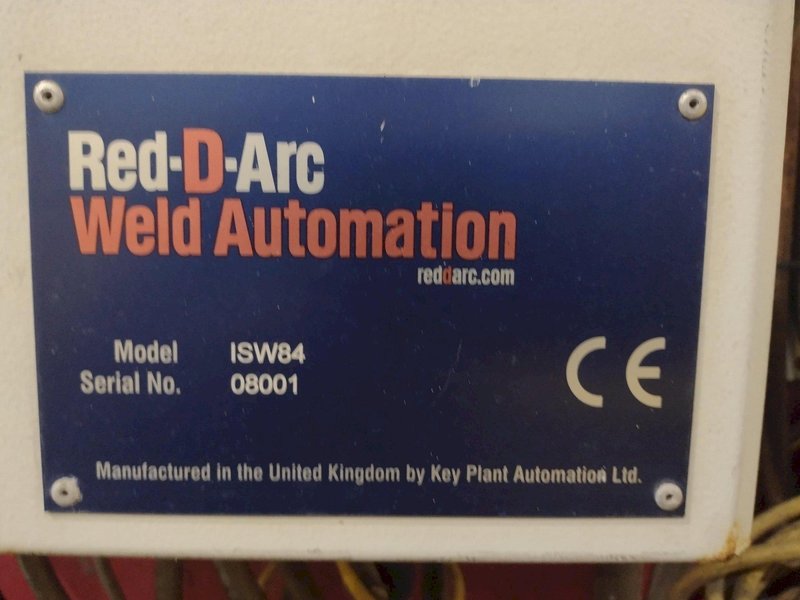 Red-D-Arc
Weld Automation
reddarc.com
Model ISW84
Serial No. 08001
CE
Manufactured in the United Kingdom by Key Plant Automation Ltd.